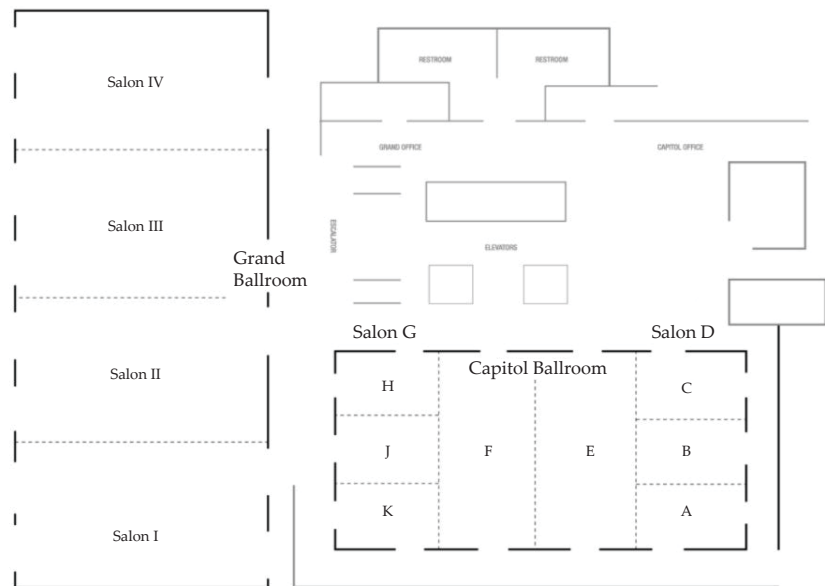 Salon IV
RESTROOM
RESTROOM
GRAND OFFICE
CAPITOL OFFICE
Salon III
ESCALATOR
ELEVATORS
Grand
Ballroom
Salon G
Salon D
Salon II
H
Capitol Ballroom
C
J
F
E
B
K
A
Salon I